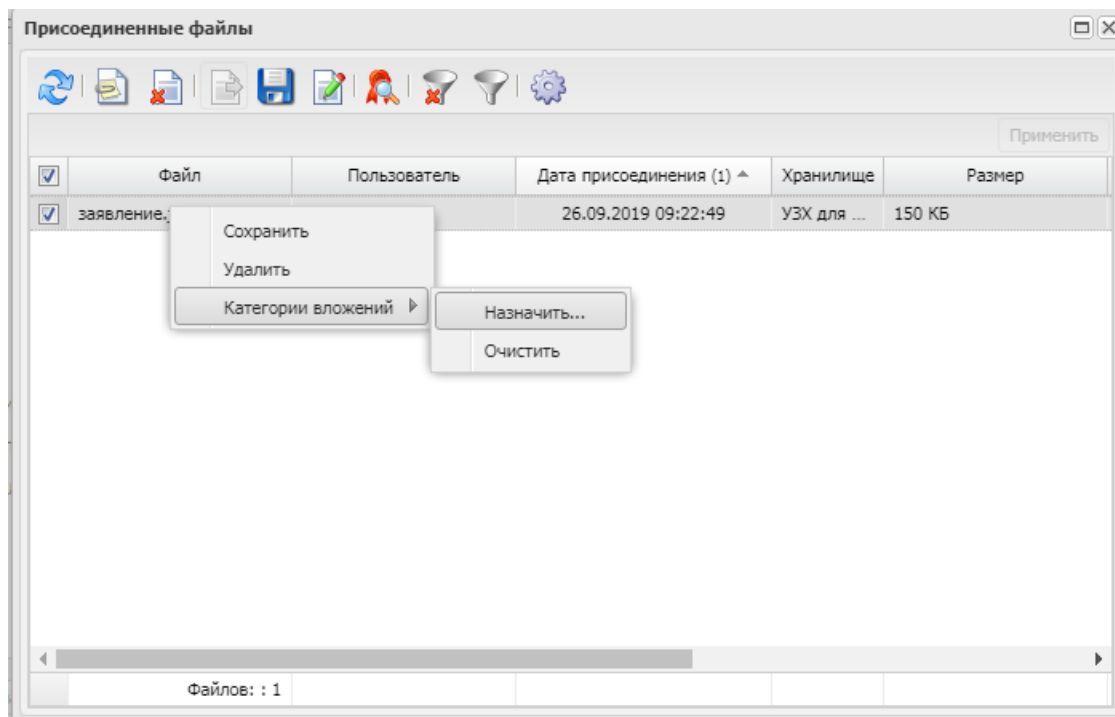 Присоединенные файлы
Применить
Файл Пользователь Дата присоединения (1) Хранилище Размер
заявление. 26.09.2019 09:22:49 УЗХ для ... 150 КБ
Сохранить
Удалить
Категории вложений
Назначить...
Очистить
Файлов: : 1